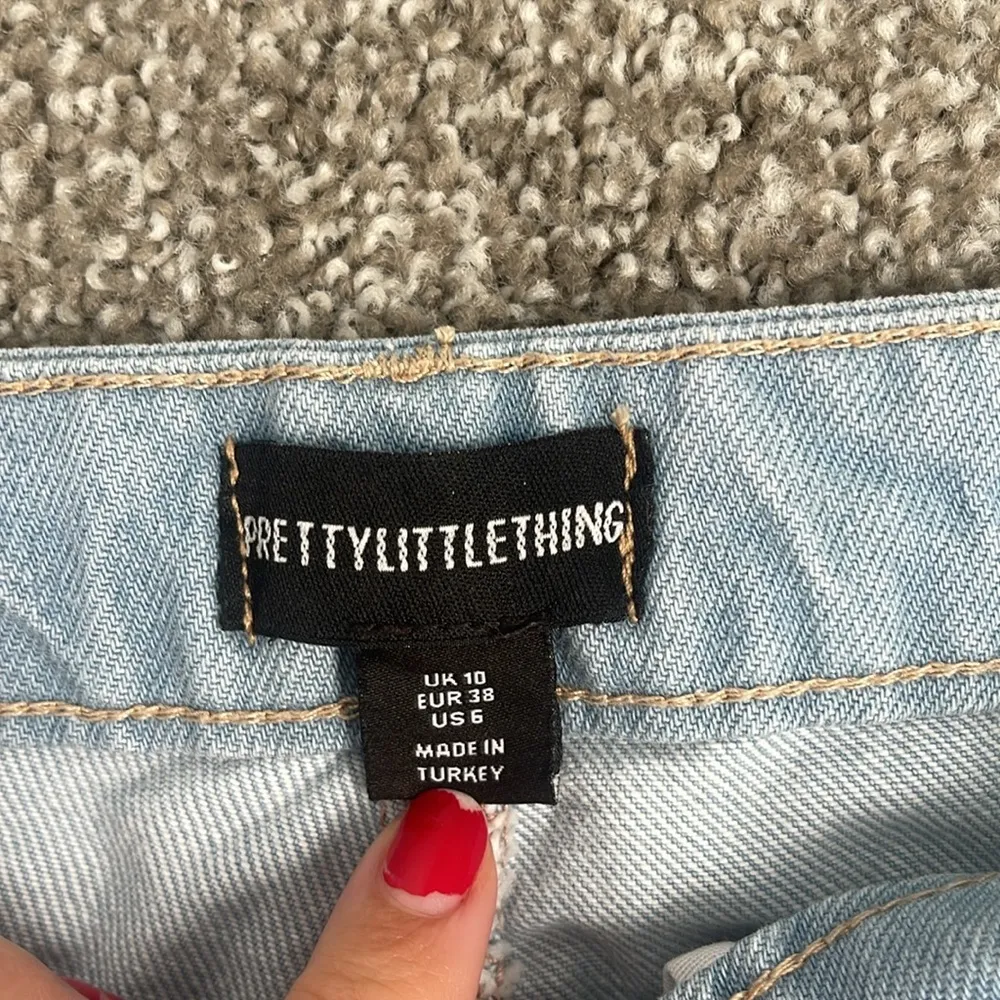 PRETTYLITTLETHING
UK 10
EUR 38
US 6
MADE IN
TURKEY